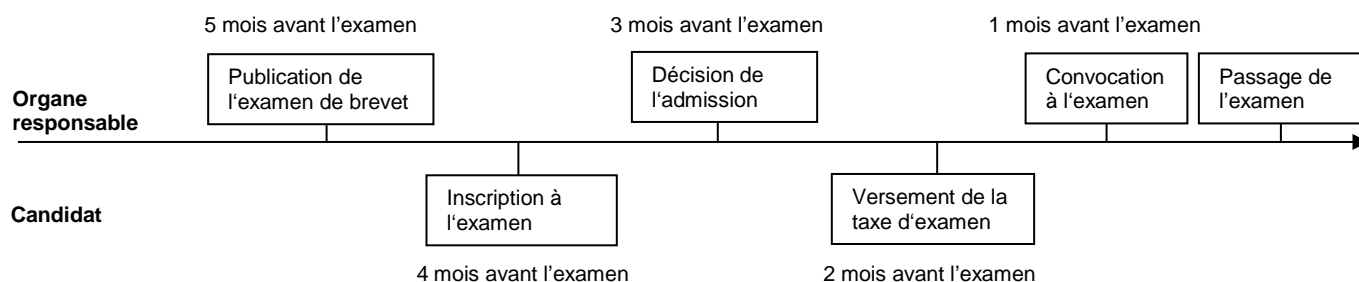 5 mois avant l’examen
3 mois avant l’examen
1 mois avant l’examen
Publication de
l‘examen de brevet
Décision de
l‘admission
Convocation
à l‘examen
Passage de
l’examen
Organe
responsable
Candidat
Inscription à
l‘examen
Versement de la
taxe d‘examen
4 mois avant l’examen
2 mois avant l’examen